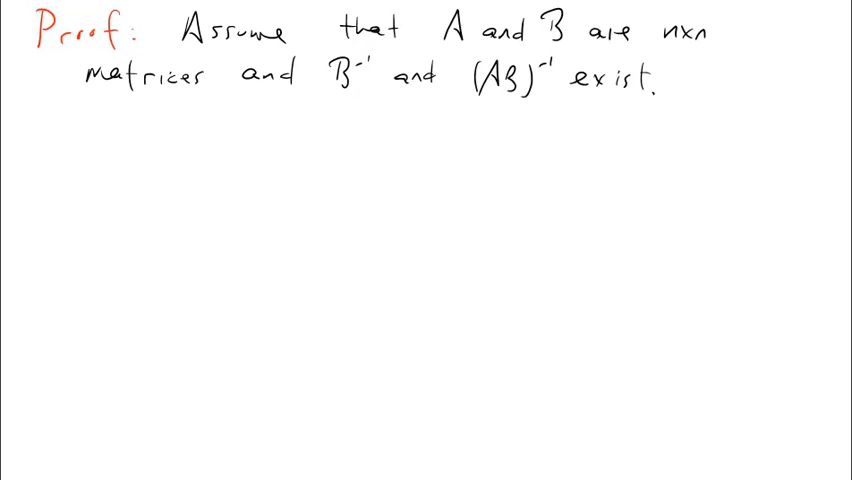 Proof: Assume that A and B are nxn
matrices and B⁻¹ and (AB)⁻¹ exist.